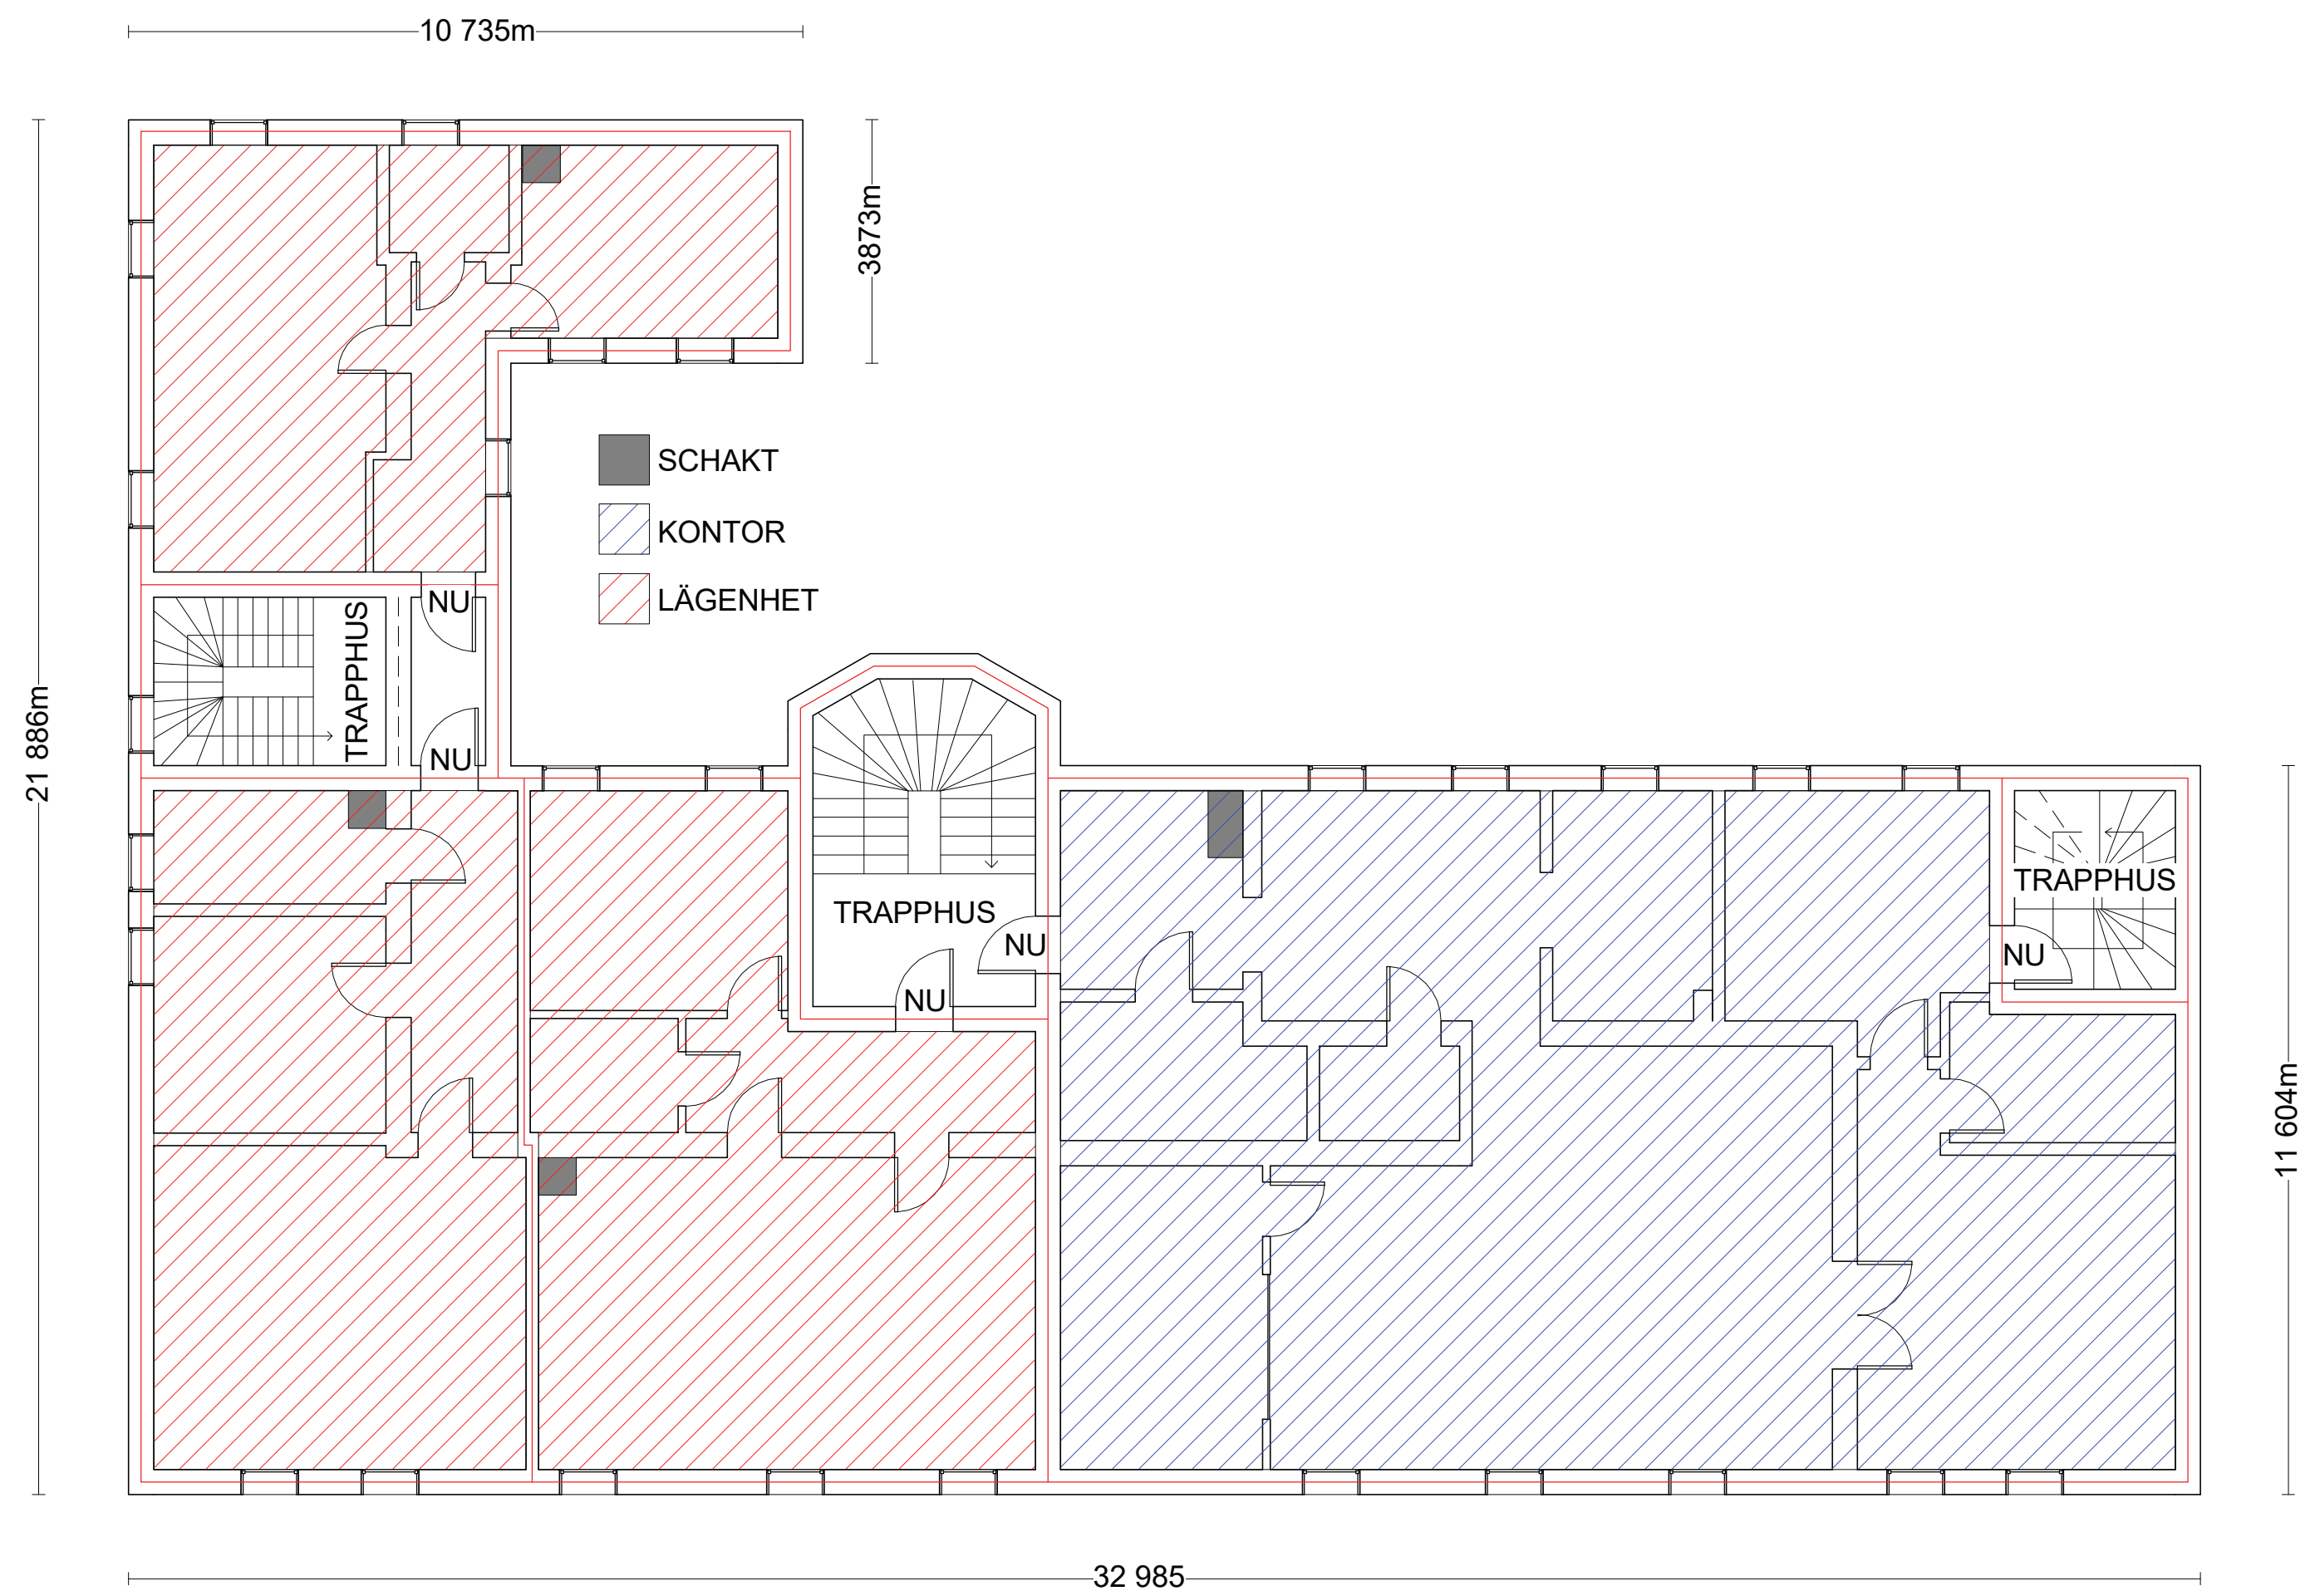 10 735m
3873m
SCHAKT
KONTOR
LÄGENHET
21 886m
TRAPPHUS
NU
NU
TRAPPHUS
NU
NU
TRAPPHUS
NU
11 604m
32 985